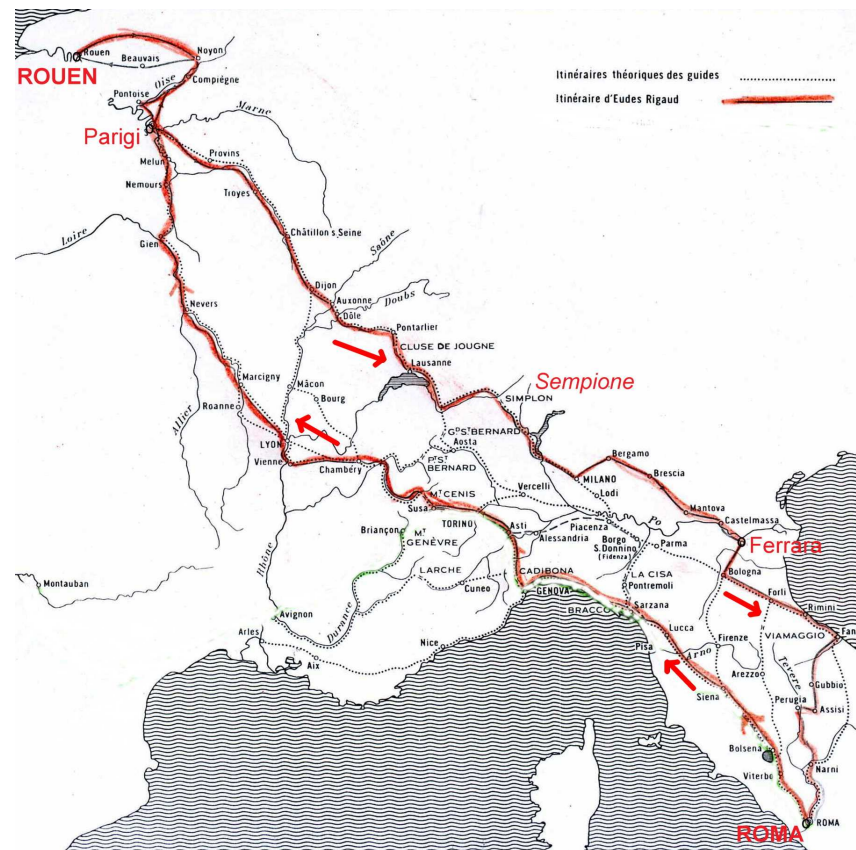 Itinéraires théoriques des guides
Itinéraire d'Eudes Rigaud
Rouen
ROUEN
Beauvais
Noyon
Oise
Compiègne
Pontoise
Marne
Parigi
Melun
Provins
Nemours
Troyes
Loire
Gien
Châtillon s Seine
Saône
Dijon
Auxonne
Doubs
Dôle
Nevers
Pontarlier
CLUSE DE JOUGNE
Lausanne
Marcigny
Mâcon
Bourg
Sempione
SIMPLON
Roanne
Allier
LYON
Vienne
Chambéry
Gd St BERNARD
Aosta
Pt St
BERNARD
Bergamo
Brescia
MILANO
Lodi
Mantova
Castelmassa
Vercelli
Mt CENIS
Susa
TORINO
Asti
Alessandria
Piacenza
Po
Borgo
S. Donnino
(Fidenza)
Parma
Ferrara
Briançon
Mt
GENÈVRE
Bologna
Rhône
LARCHE
Cuneo
CADIBONA
GENOVA
LA CISA
Pontremoli
Forli
Rimini
Montauban
Durance
BRACCO
Sarzana
Avignon
Lucca
VIAMAGGIO
Fan
Arles
Aix
Nice
Pisa
Arno
Firenze
Tevere
Arezzo
Gubbio
Siena
Perugia
Assisi
Bolsena
Viterbo
Narni
ROMA
ROMA